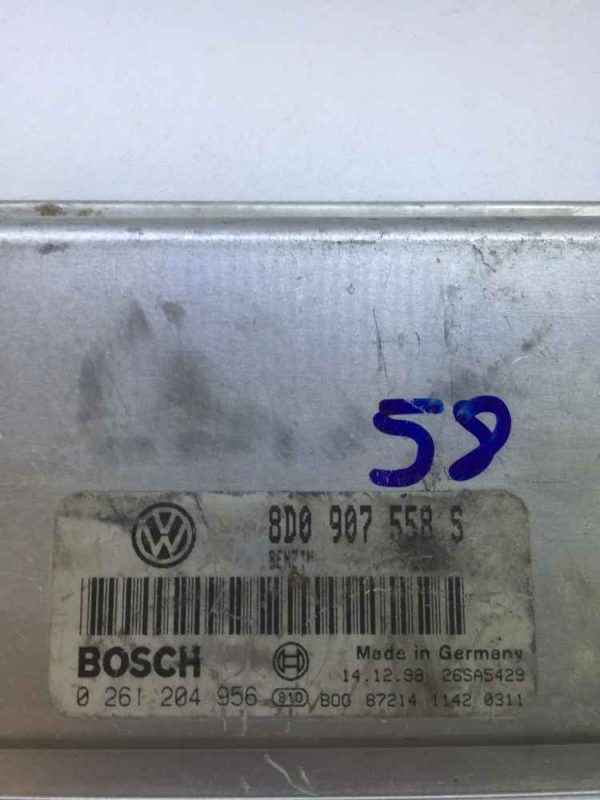 58
8D0 907 558 S
BENZIN
BOSCH Made in Germany
14.12.98 26SA5429
0 261 204 956 810 /B00 87214 1142 0311